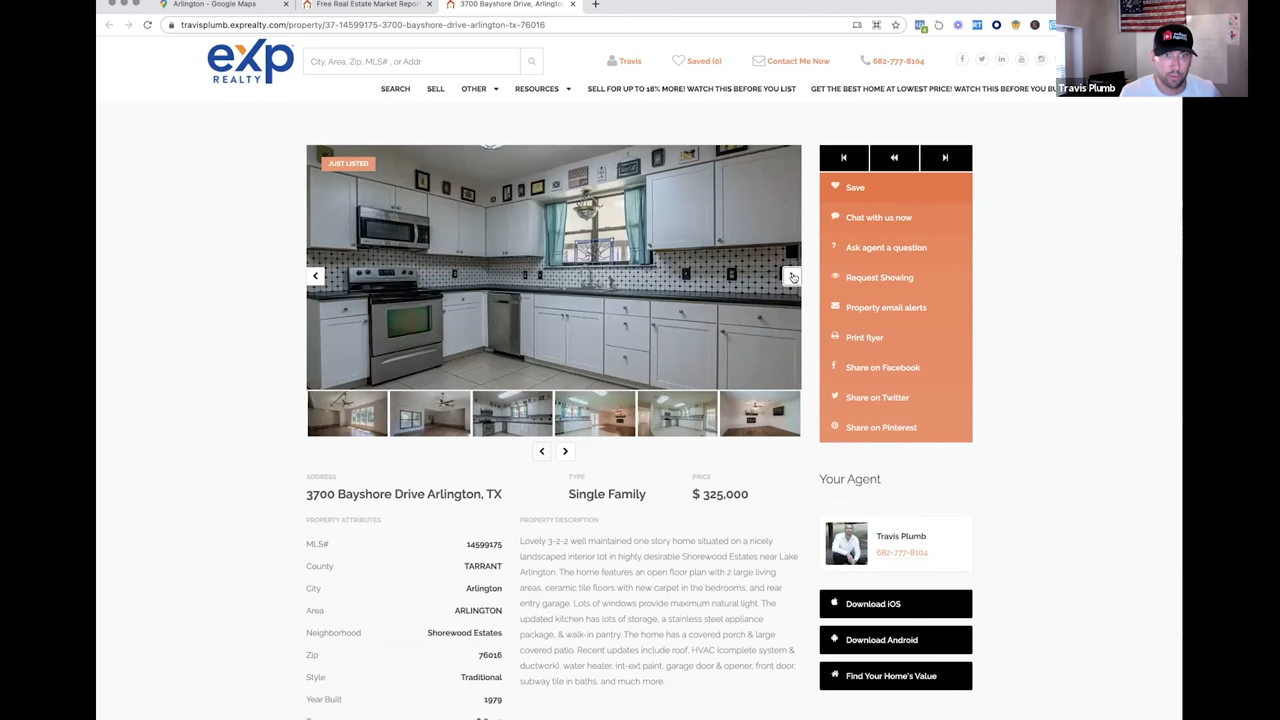 Arlington - Google Maps
Free Real Estate Market Repor
3700 Bayshore Drive, Arlingto
travisplumb.exprealty.com/property/37-14599175-3700-bayshore-drive-arlington-tx-76016
exp
REALTY
City, Area, Zip, MLS# , or Addr
Travis
Saved (0)
Contact Me Now
682-777-8104
SEARCH
SELL
OTHER
RESOURCES
SELL FOR UP TO 18% MORE! WATCH THIS BEFORE YOU LIST
GET THE BEST HOME AT LOWEST PRICE! WATCH THIS BEFORE YOU BU
Travis Plumb
JUST LISTED
Save
Chat with us now
Ask agent a question
Request Showing
Property email alerts
Print flyer
Share on Facebook
Share on Twitter
Share on Pinterest
ADDRESS
3700 Bayshore Drive Arlington, TX
TYPE
Single Family
PRICE
$ 325,000
PROPERTY ATTRIBUTES
MLS# 14599175
County TARRANT
City Arlington
Area ARLINGTON
Neighborhood Shorewood Estates
Zip 76016
Style Traditional
Year Built 1979
PROPERTY DESCRIPTION
Lovely 3-2-2 well maintained one story home situated on a nicely
landscaped interior lot in highly desirable Shorewood Estates near Lake
Arlington. The home features an open floor plan with 2 large living
areas, ceramic tile floors with new carpet in the bedrooms, and rear
entry garage. Lots of windows provide maximum natural light. The
updated kitchen has lots of storage, a stainless steel appliance
package, & walk-in pantry. The home has a covered porch & large
covered patio. Recent updates include roof, HVAC (complete system &
ductwork), water heater, int-ext paint, garage door & opener, front door,
subway tile in baths, and much more.
Your Agent
Travis Plumb
682-777-8104
Download iOS
Download Android
Find Your Home's Value